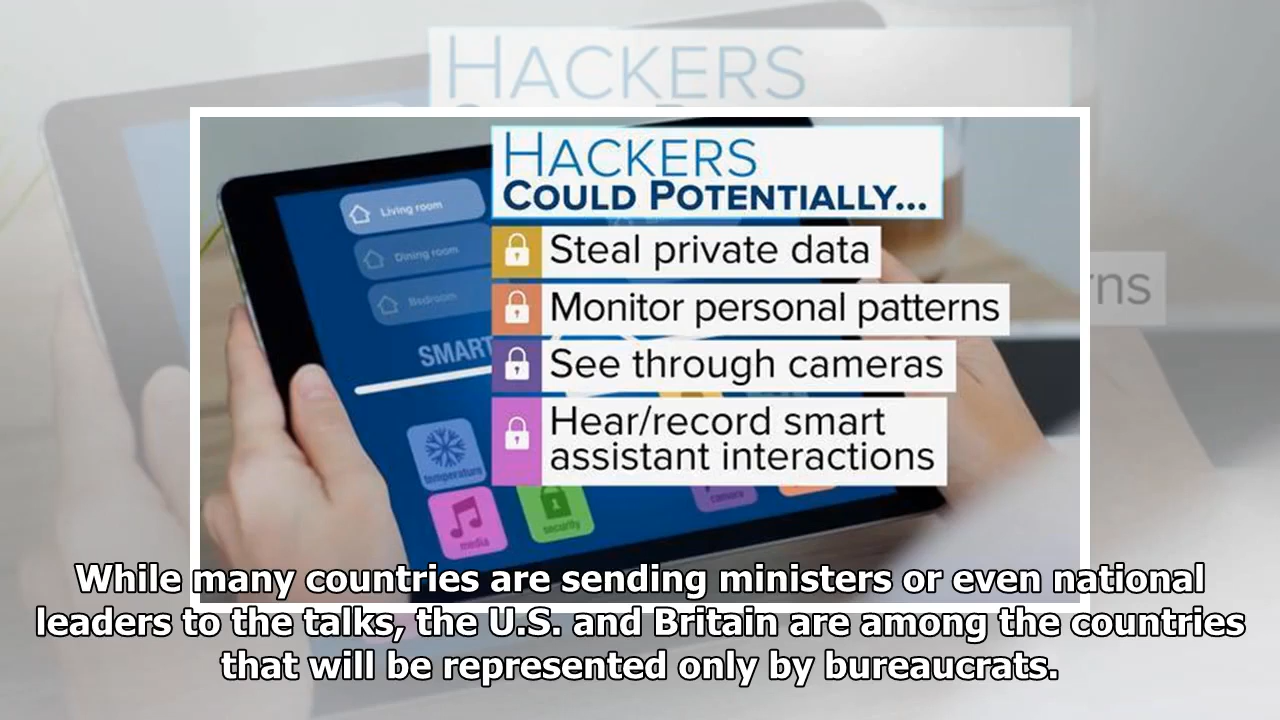 HACKERS
HACKERS
COULD POTENTIALLY...
Living room
Dining room
Bedroom
SMART
Steal private data
Monitor personal patterns
rns
See through cameras
Hear/record smart
assistant interactions
temperature
media
security
camera
While many countries are sending ministers or even national
leaders to the talks, the U.S. and Britain are among the countries
that will be represented only by bureaucrats.